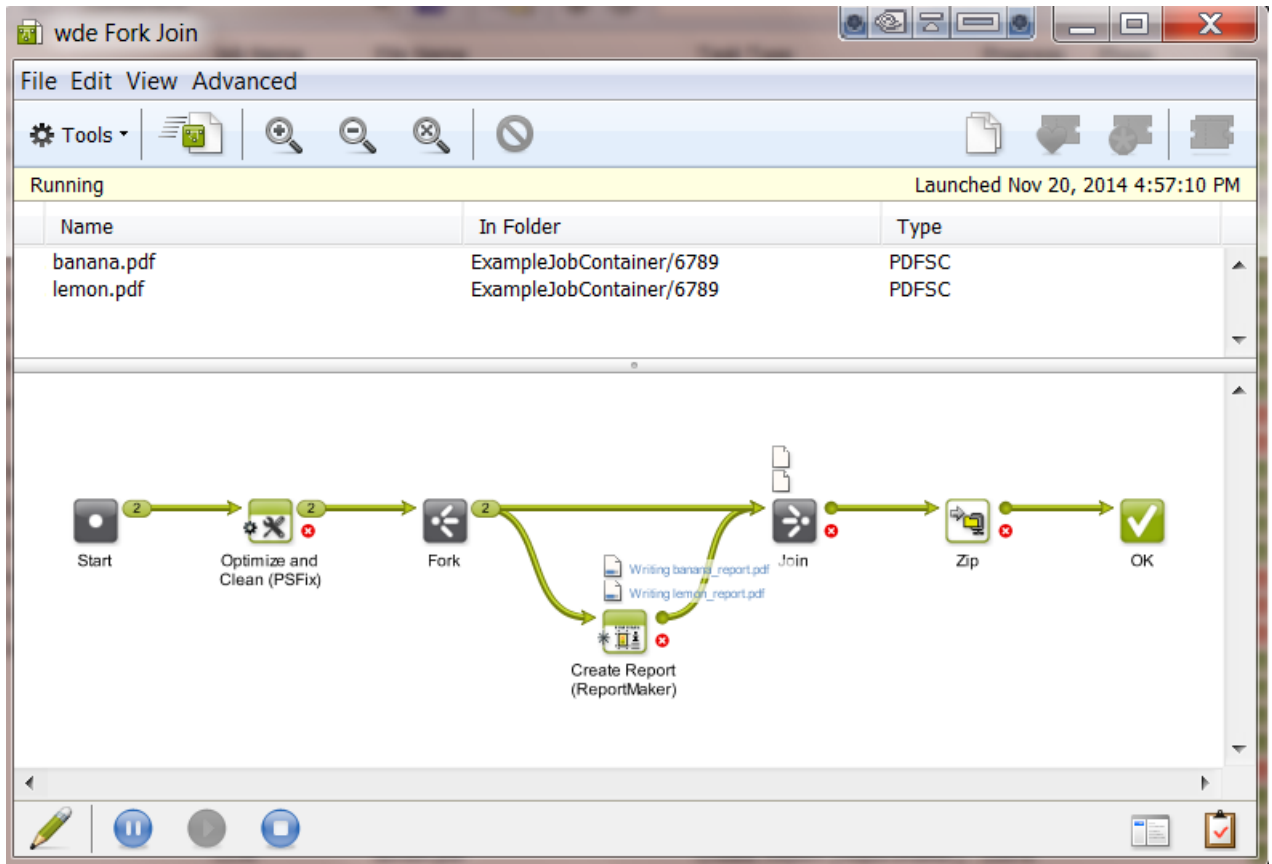 wde Fork Join
File Edit View Advanced
Tools
Running Launched Nov 20, 2014 4:57:10 PM
Name In Folder Type
banana.pdf ExampleJobContainer/6789 PDFSC
lemon.pdf ExampleJobContainer/6789 PDFSC
2 2 2
Start Optimize and Clean (PSFix) Fork Join Zip OK
Writing banana_report.pdf
Writing lemon_report.pdf
Create Report
(ReportMaker)